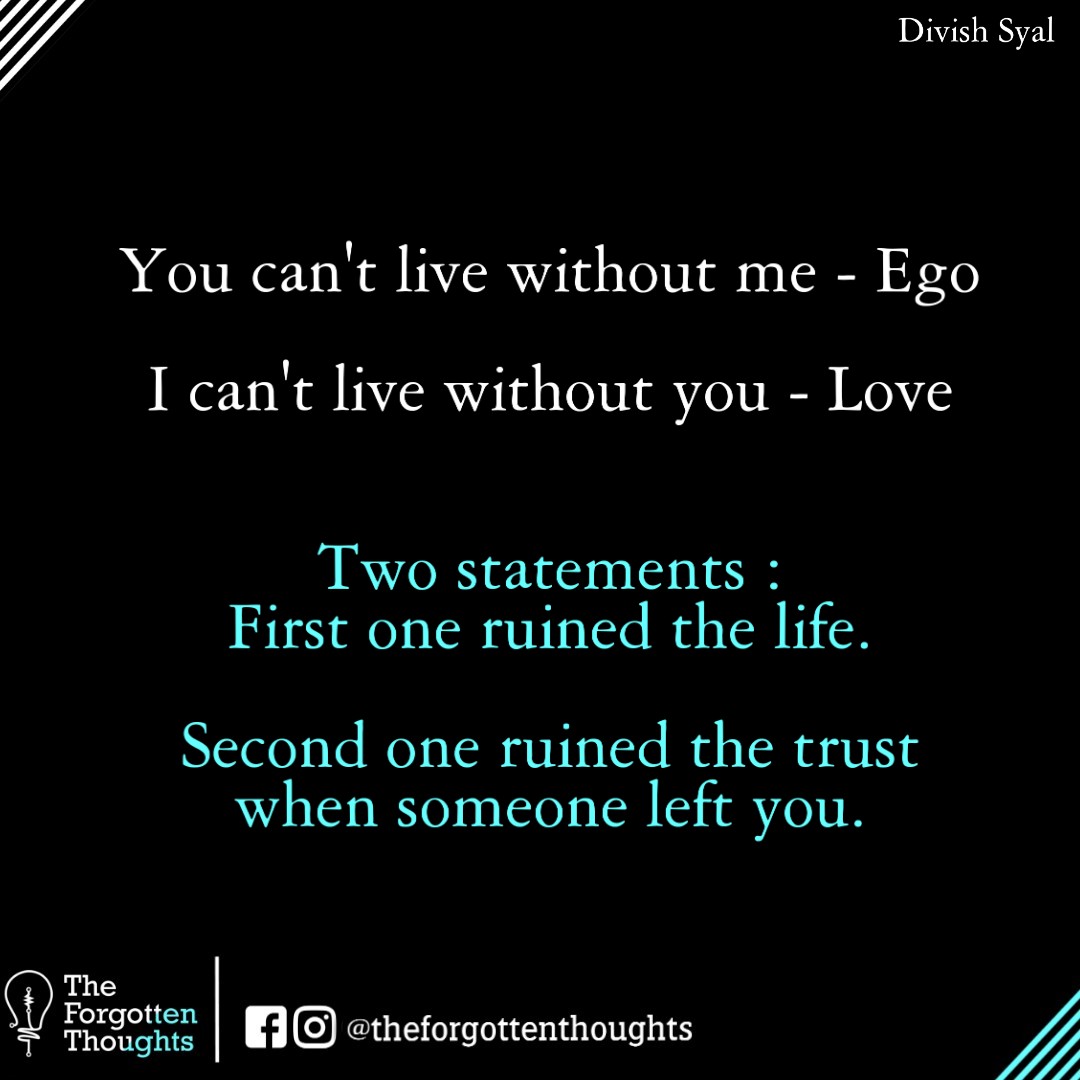 Divish Syal
You can't live without me - Ego
I can't live without you - Love
Two statements :
First one ruined the life.
Second one ruined the trust
when someone left you.
The
Forgotten
Thoughts
@theforgottenthoughts